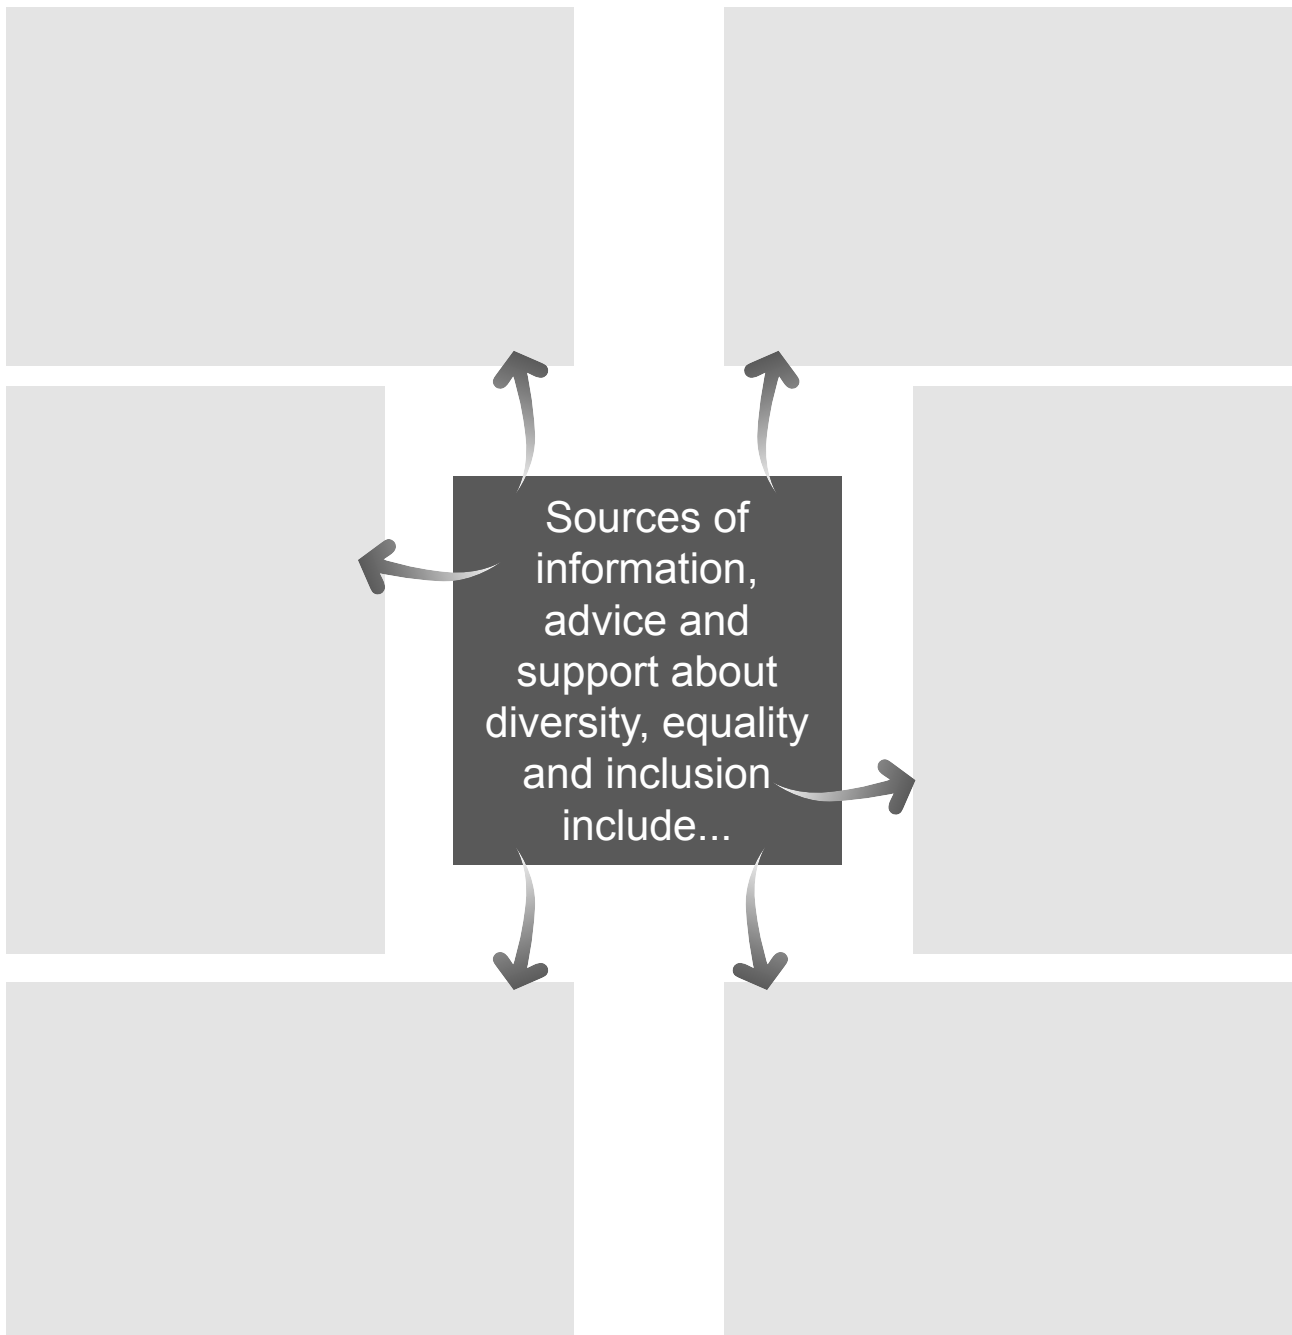 Sources of
information,
advice and
support about
diversity, equality
and inclusion
include...